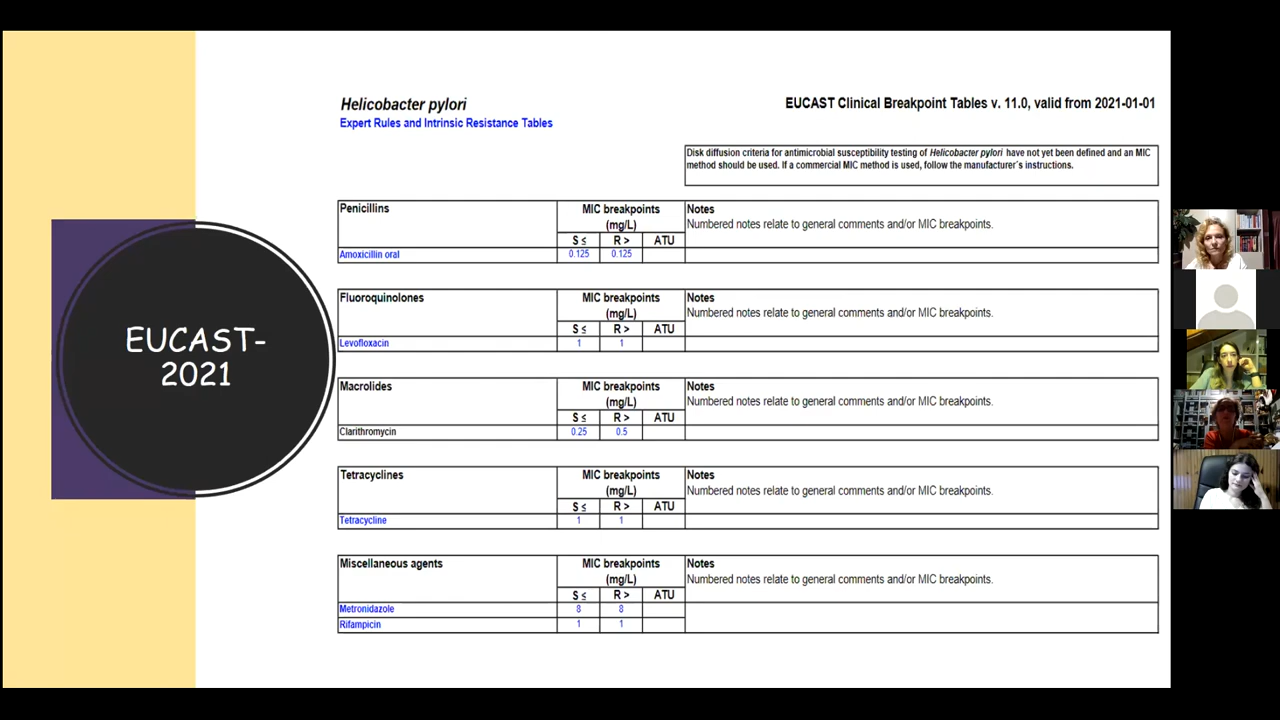 EUCAST-
2021
Helicobacter pylori
Expert Rules and Intrinsic Resistance Tables
EUCAST Clinical Breakpoint Tables v. 11.0, valid from 2021-01-01
Disk diffusion criteria for antimicrobial susceptibility testing of Helicobacter pylori have not yet been defined and an MIC
method should be used. If a commercial MIC method is used, follow the manufacturer´s instructions.
Penicillins MIC breakpoints Notes
(mg/L) Numbered notes relate to general comments and/or MIC breakpoints.
S ≤ R > ATU
Amoxicillin oral 0.125 0.125
Fluoroquinolones MIC breakpoints Notes
(mg/L) Numbered notes relate to general comments and/or MIC breakpoints.
S ≤ R > ATU
Levofloxacin 1 1
Macrolides MIC breakpoints Notes
(mg/L) Numbered notes relate to general comments and/or MIC breakpoints.
S ≤ R > ATU
Clarithromycin 0.25 0.5
Tetracyclines MIC breakpoints Notes
(mg/L) Numbered notes relate to general comments and/or MIC breakpoints.
S ≤ R > ATU
Tetracycline 1 1
Miscellaneous agents MIC breakpoints Notes
(mg/L) Numbered notes relate to general comments and/or MIC breakpoints.
S ≤ R > ATU
Metronidazole 8 8
Rifampicin 1 1